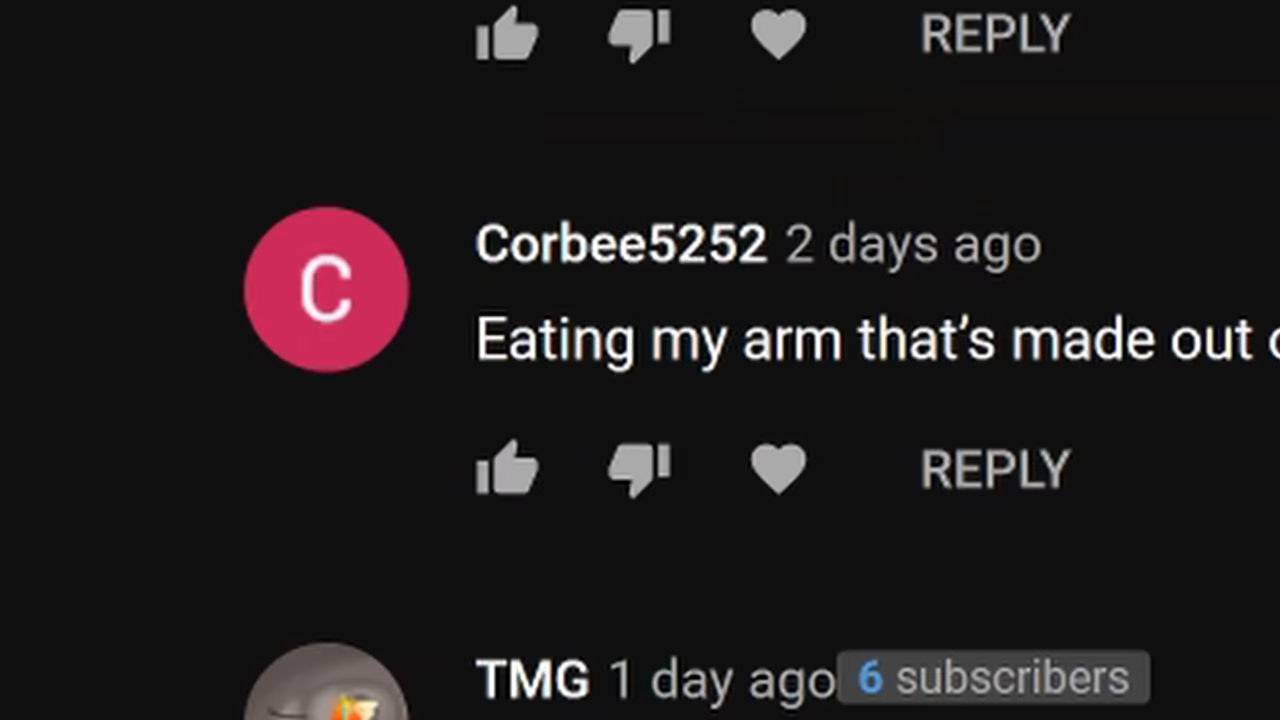 REPLY
C
Corbee5252 2 days ago
Eating my arm that’s made out
REPLY
TMG 1 day ago 6 subscribers